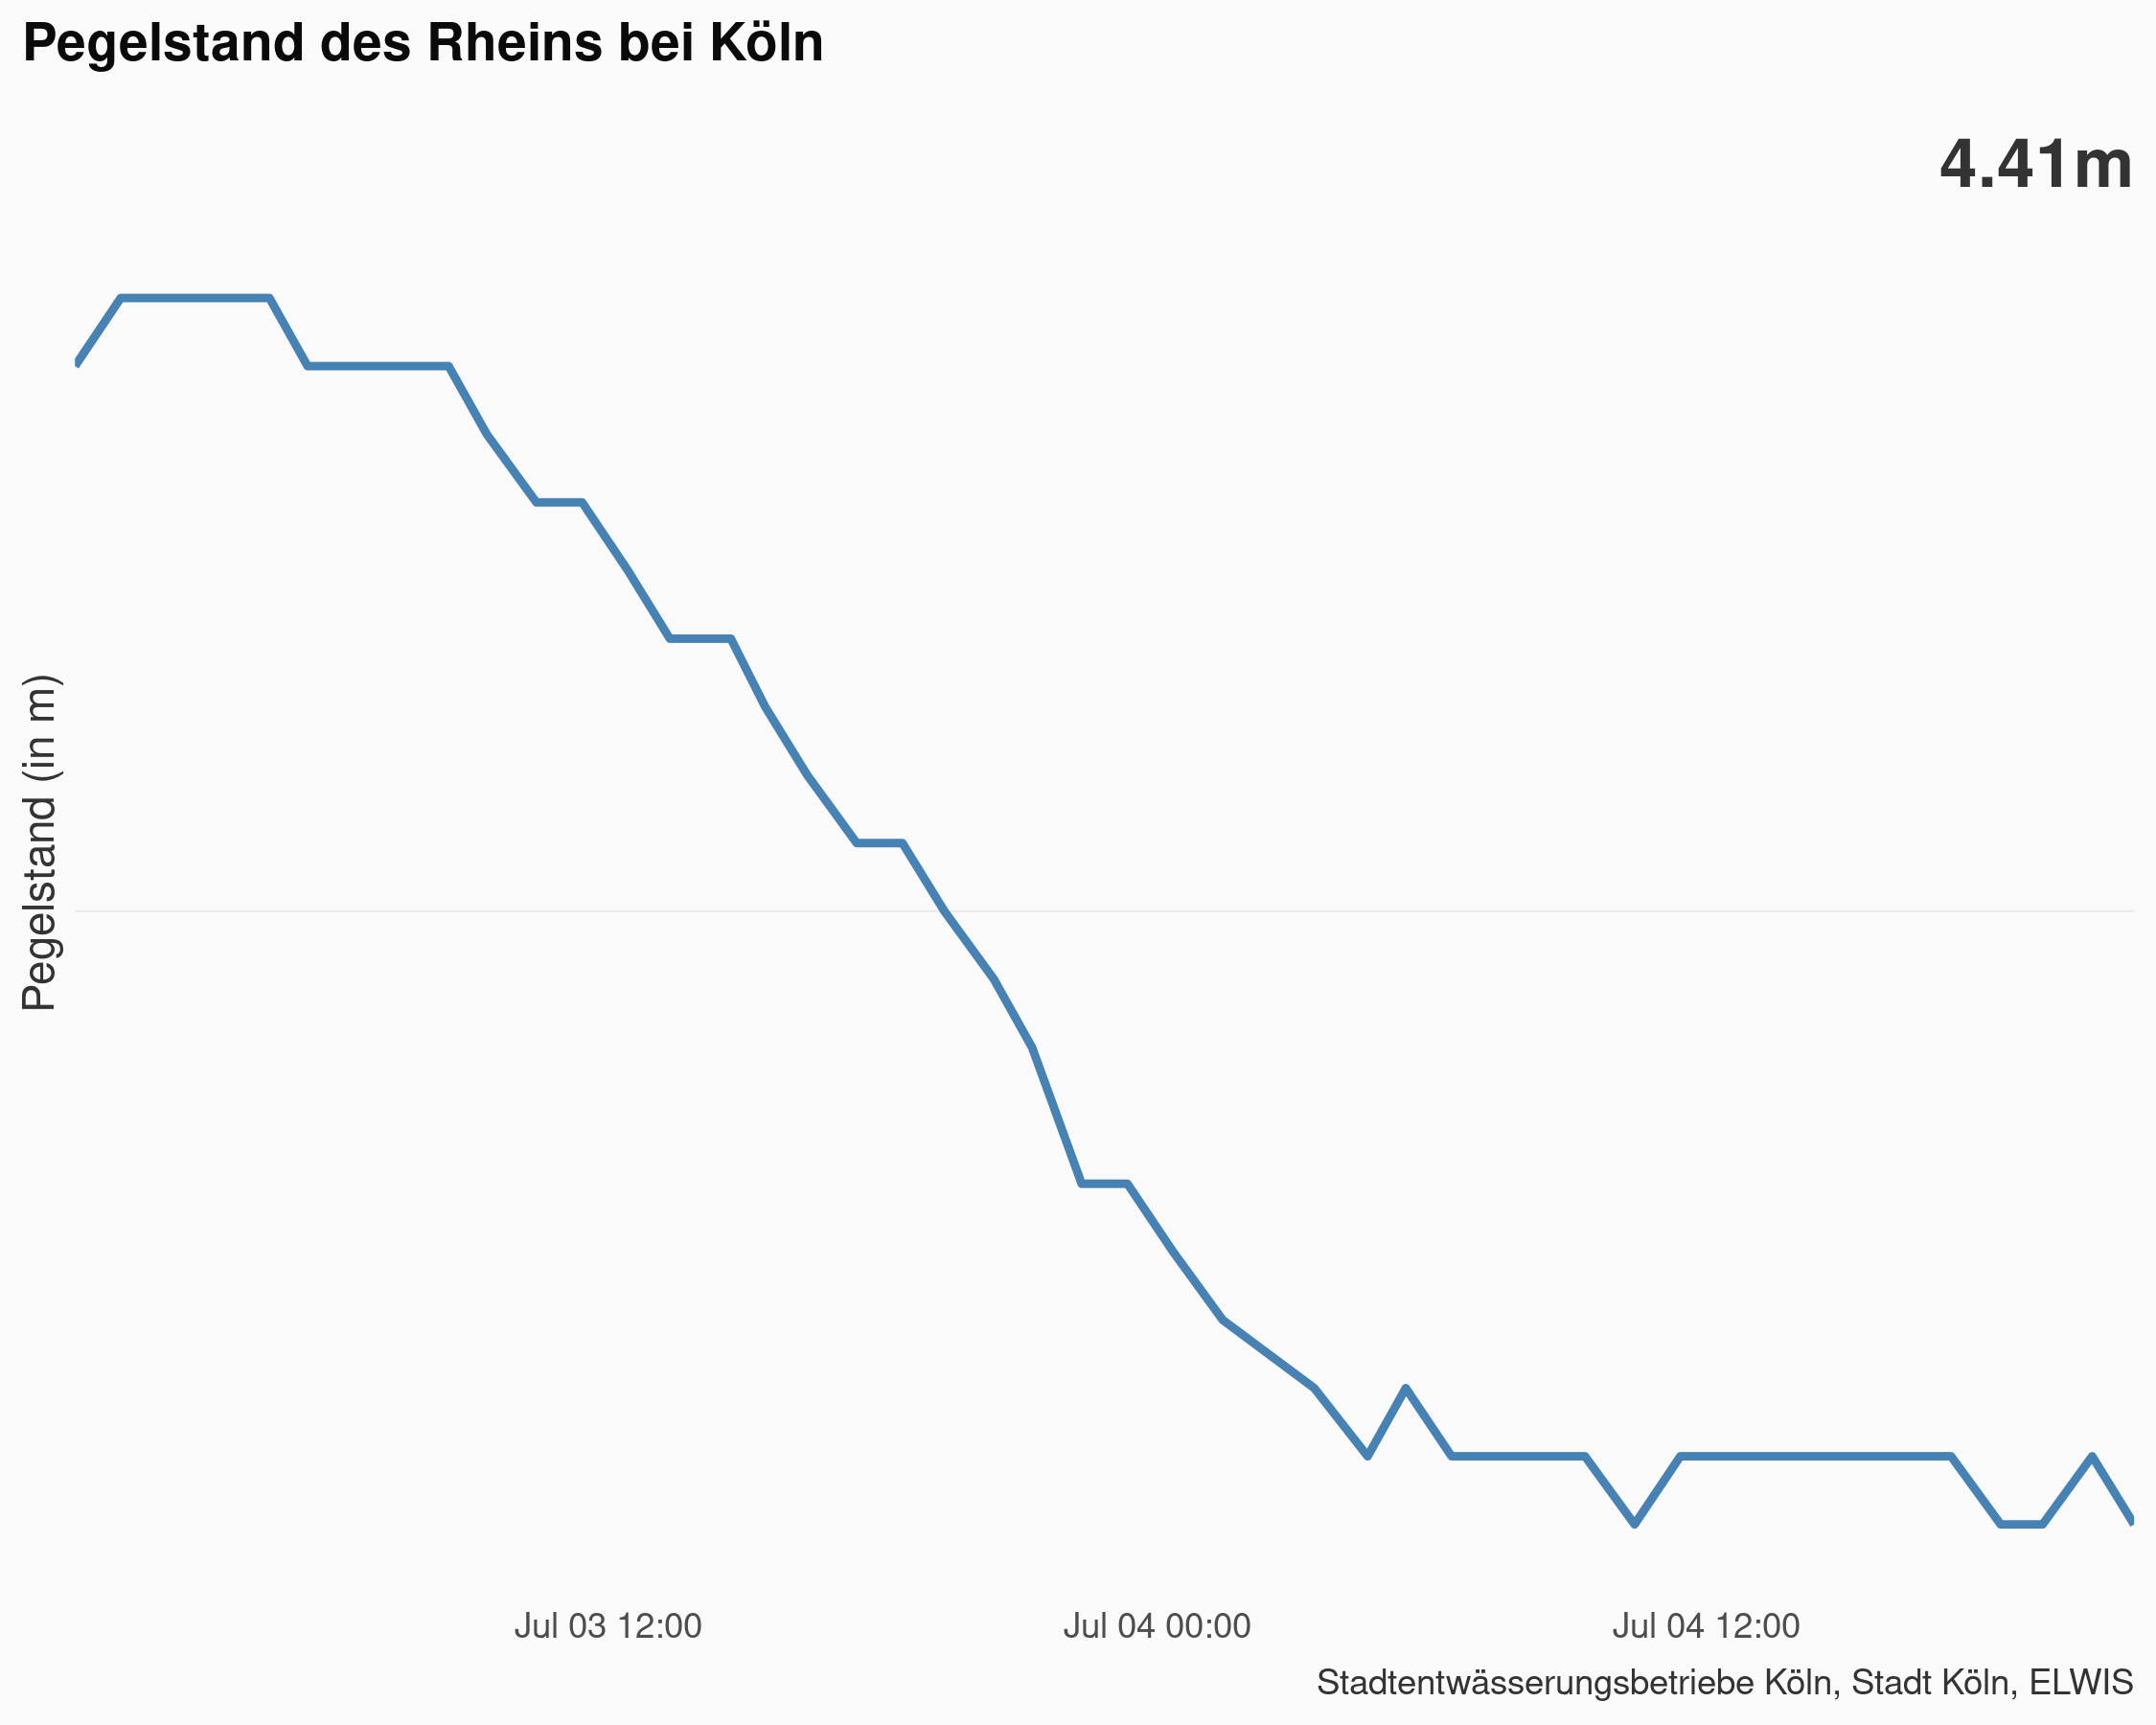 Pegelstand des Rheins bei Köln
4.41m
Pegelstand (in m)
Jul 03 12:00
Jul 04 00:00
Jul 04 12:00
Stadtentwässerungsbetriebe Köln, Stadt Köln, ELWIS